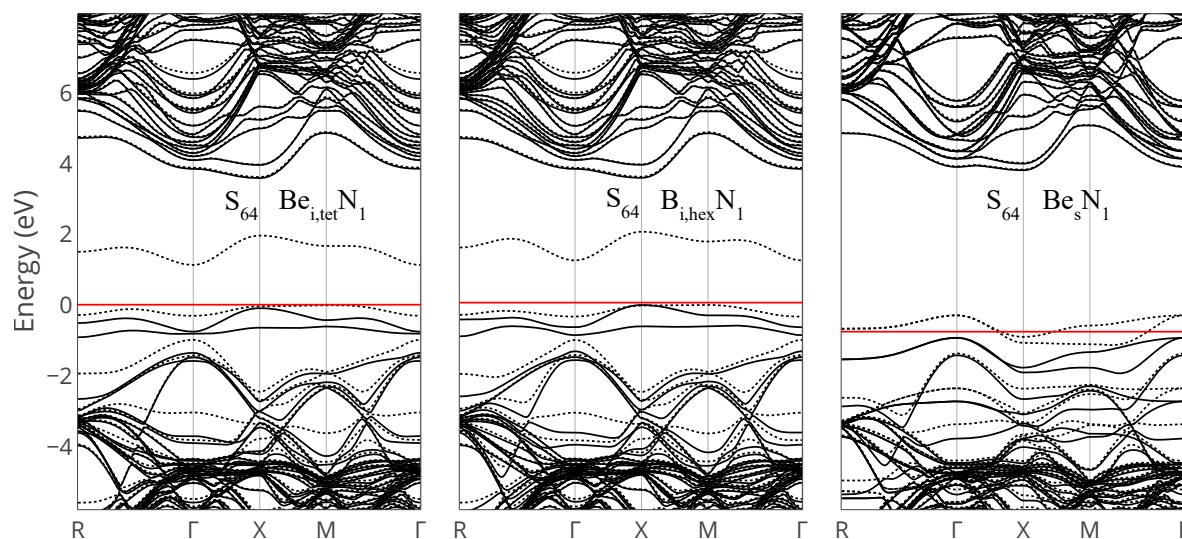 Energy (eV)
6
4
2
0
−2
−4
S64 Bei,tetN1
S64 Bi,hexN1
S64 BesN1
R Γ X M Γ
R Γ X M Γ
R Γ X M Γ